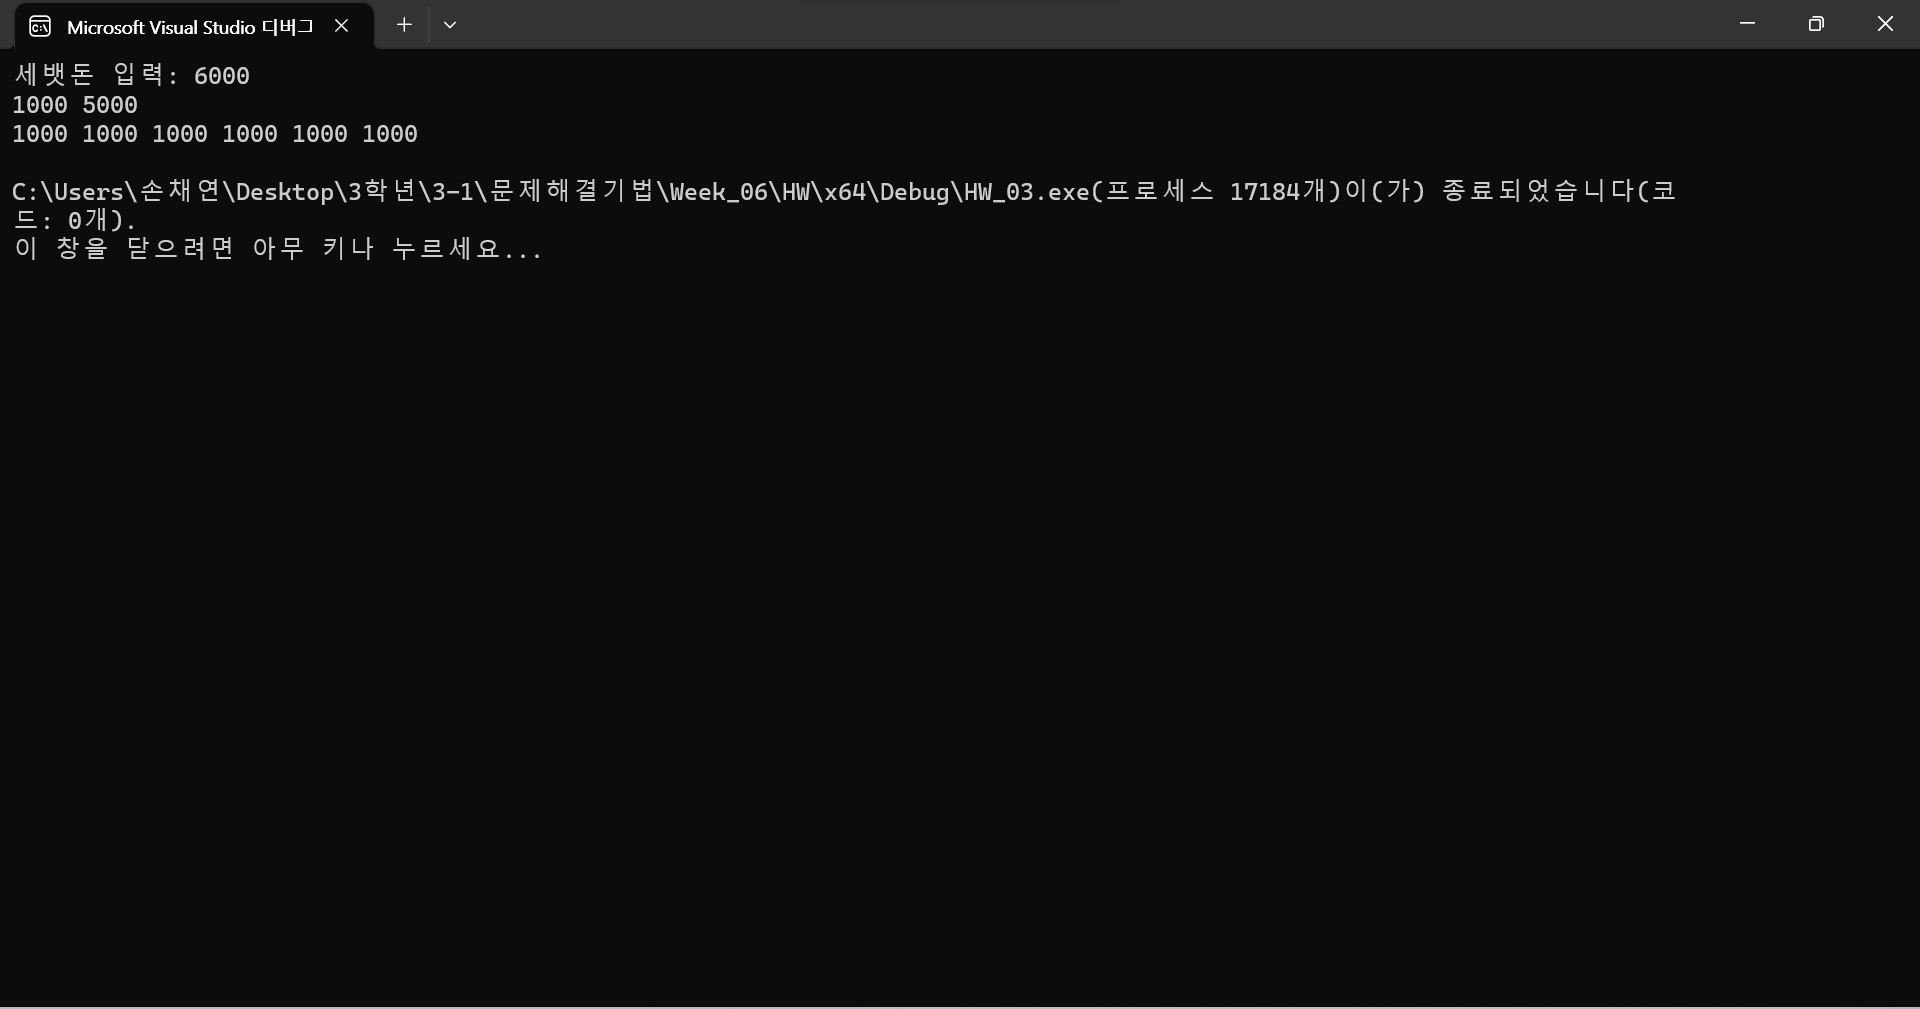 Microsoft Visual Studio 디버그
세뱃돈 입력: 6000
1000 5000
1000 1000 1000 1000 1000 1000
C:\Users\손채연\Desktop\3학년\3-1\문제해결기법\Week_06\HW\x64\Debug\HW_03.exe(프로세스 17184개)이(가) 종료되었습니다(코
드: 0개).
이 창을 닫으려면 아무 키나 누르세요...